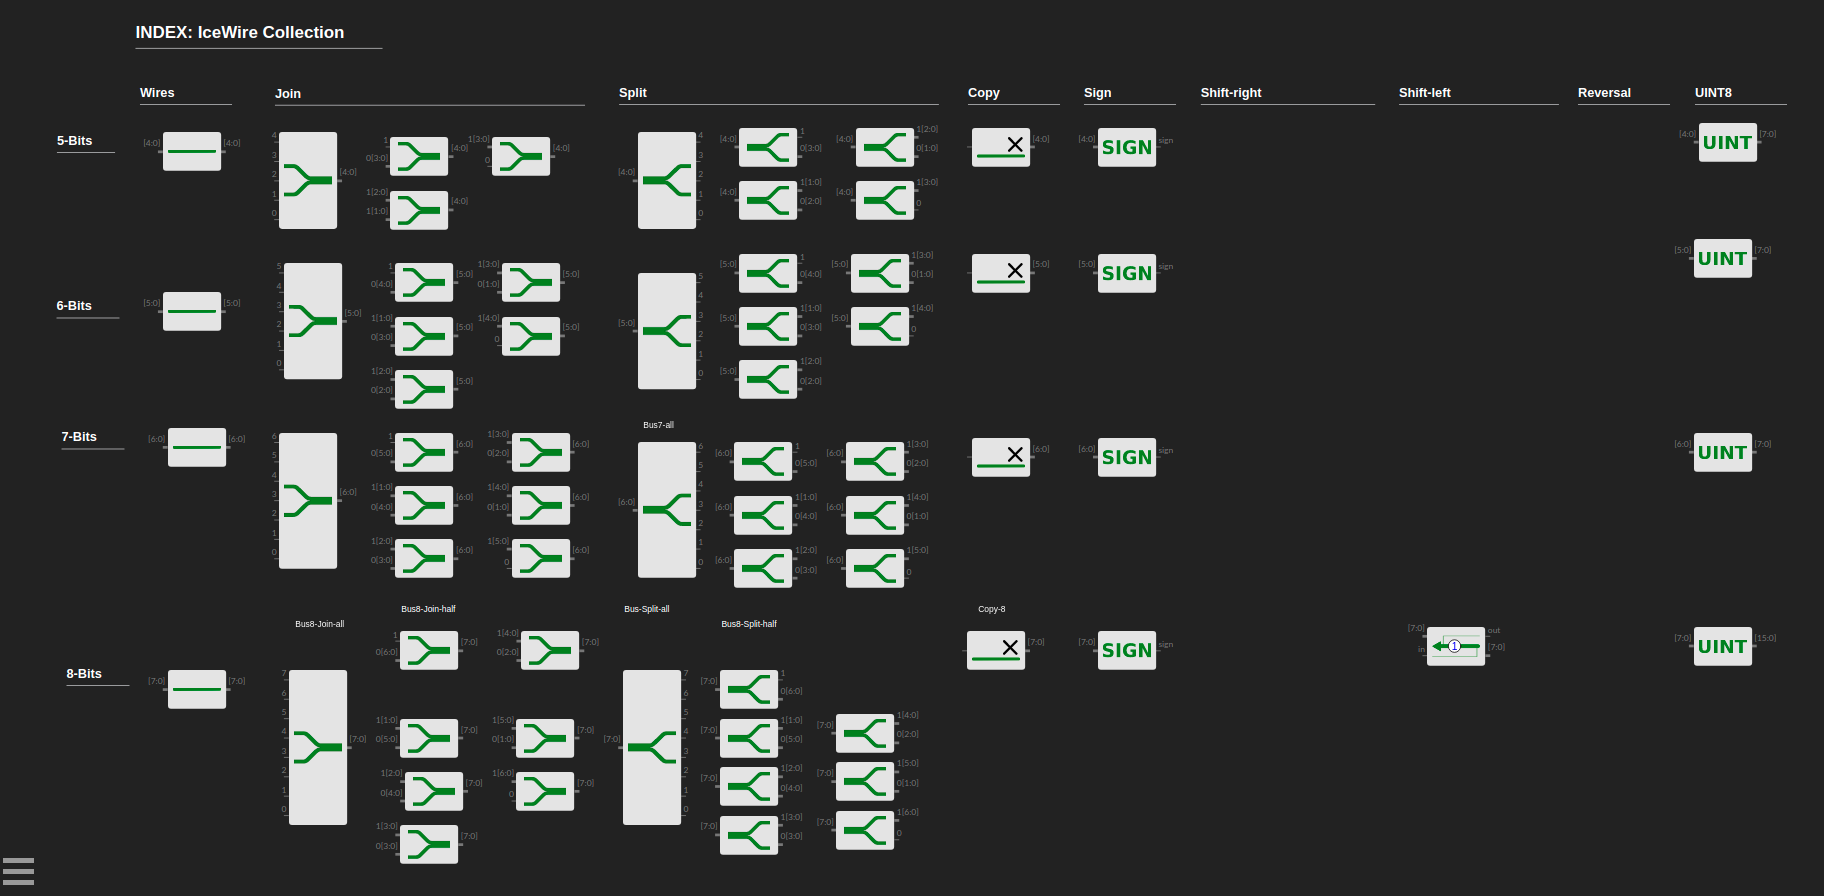 INDEX: IceWire Collection
Wires Join Split Copy Sign Shift-right Shift-left Reversal UINT8
5-Bits
[4:0] [4:0]
4 3 2 1 0 [4:0]
1 0[3:0] [4:0]
1[3:0] 0 [4:0]
1[2:0] 1[1:0] [4:0]
[4:0] 4 3 2 1 0
[4:0] 1 0[3:0]
[4:0] 1[2:0] 0[1:0]
[4:0] 1[1:0] 0[2:0]
[4:0] 1[3:0] 0
[4:0]
[4:0] SIGN sign
[4:0] UINT [7:0]
6-Bits
[5:0] [5:0]
5 4 3 2 1 0 [5:0]
1 0[4:0] [5:0]
1[3:0] 0[1:0] [5:0]
1[1:0] 0[3:0] [5:0]
1[4:0] 0 [5:0]
1[2:0] 0[2:0] [5:0]
[5:0] 5 4 3 2 1 0
[5:0] 1 0[4:0]
[5:0] 1[3:0] 0[1:0]
[5:0] 1[1:0] 0[3:0]
[5:0] 1[4:0] 0
[5:0] 1[2:0] 0[2:0]
[5:0]
[5:0] SIGN sign
[5:0] UINT [7:0]
7-Bits
[6:0] [6:0]
6 5 4 3 2 1 0 [6:0]
1 0[5:0] [6:0]
1[3:0] 0[2:0] [6:0]
1[1:0] 0[4:0] [6:0]
1[4:0] 0[1:0] [6:0]
1[2:0] 0[3:0] [6:0]
1[5:0] 0 [6:0]
Bus7-all
[6:0] 6 5 4 3 2 1 0
[6:0] 1 0[5:0]
[6:0] 1[3:0] 0[2:0]
[6:0] 1[1:0] 0[4:0]
[6:0] 1[4:0] 0[1:0]
[6:0] 1[2:0] 0[3:0]
[6:0] 1[5:0] 0
[6:0]
[6:0] SIGN sign
[6:0] UINT [7:0]
8-Bits
[7:0] [7:0]
Bus8-Join-all
7 6 5 4 3 2 1 0 [7:0]
Bus8-Join-half
1 0[6:0] [7:0]
1[4:0] 0[2:0] [7:0]
1[1:0] 0[5:0] [7:0]
1[5:0] 0[1:0] [7:0]
1[2:0] 0[4:0] [7:0]
1[6:0] 0 [7:0]
1[3:0] 0[3:0] [7:0]
Bus-Split-all
[7:0] 7 6 5 4 3 2 1 0
Bus8-Split-half
[7:0] 1 0[6:0]
[7:0] 1[1:0] 0[5:0]
[7:0] 1[4:0] 0[2:0]
[7:0] 1[2:0] 0[4:0]
[7:0] 1[5:0] 0[1:0]
[7:0] 1[3:0] 0[3:0]
[7:0] 1[6:0] 0
Copy-8
[7:0]
[7:0] SIGN sign
[7:0] in 1 out [7:0]
[7:0] UINT [15:0]